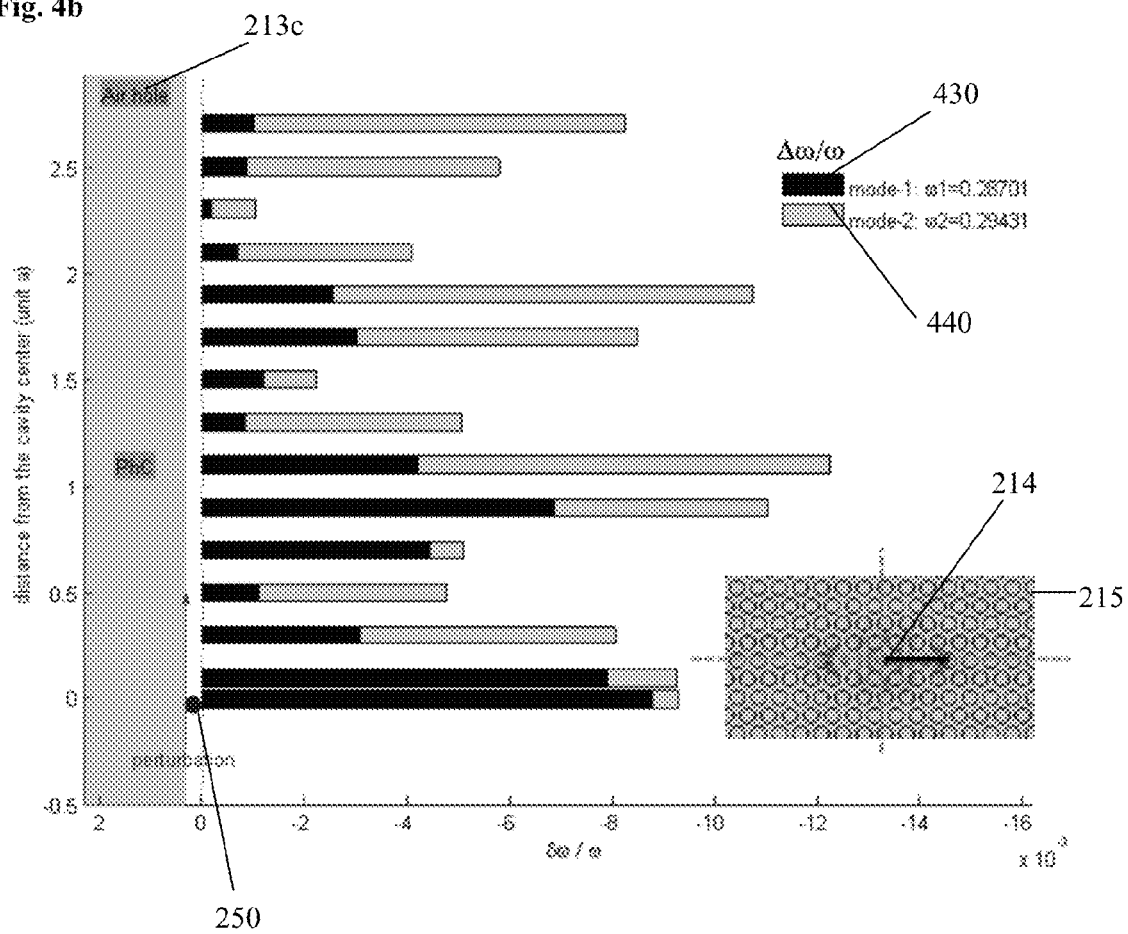 Fig. 4b
213c
Air hole
430
Δω/ω
mode-1: ω1=0.28701
mode-2: ω2=0.29431
440
2.5
2
1.5
PhC
1
0.5
0
-0.5
distance from the cavity center (unit a)
214
215
perturbation
2
0
-2
-4
-6
-8
-10
-12
-14
-16
δω / ω
x 10
250